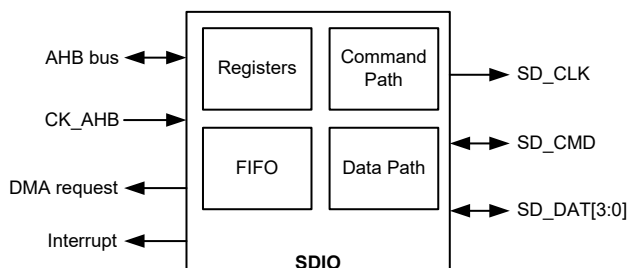 AHB bus
CK_AHB
DMA request
Interrupt
Registers
Command
Path
FIFO
Data Path
SDIO
SD_CLK
SD_CMD
SD_DAT[3:0]